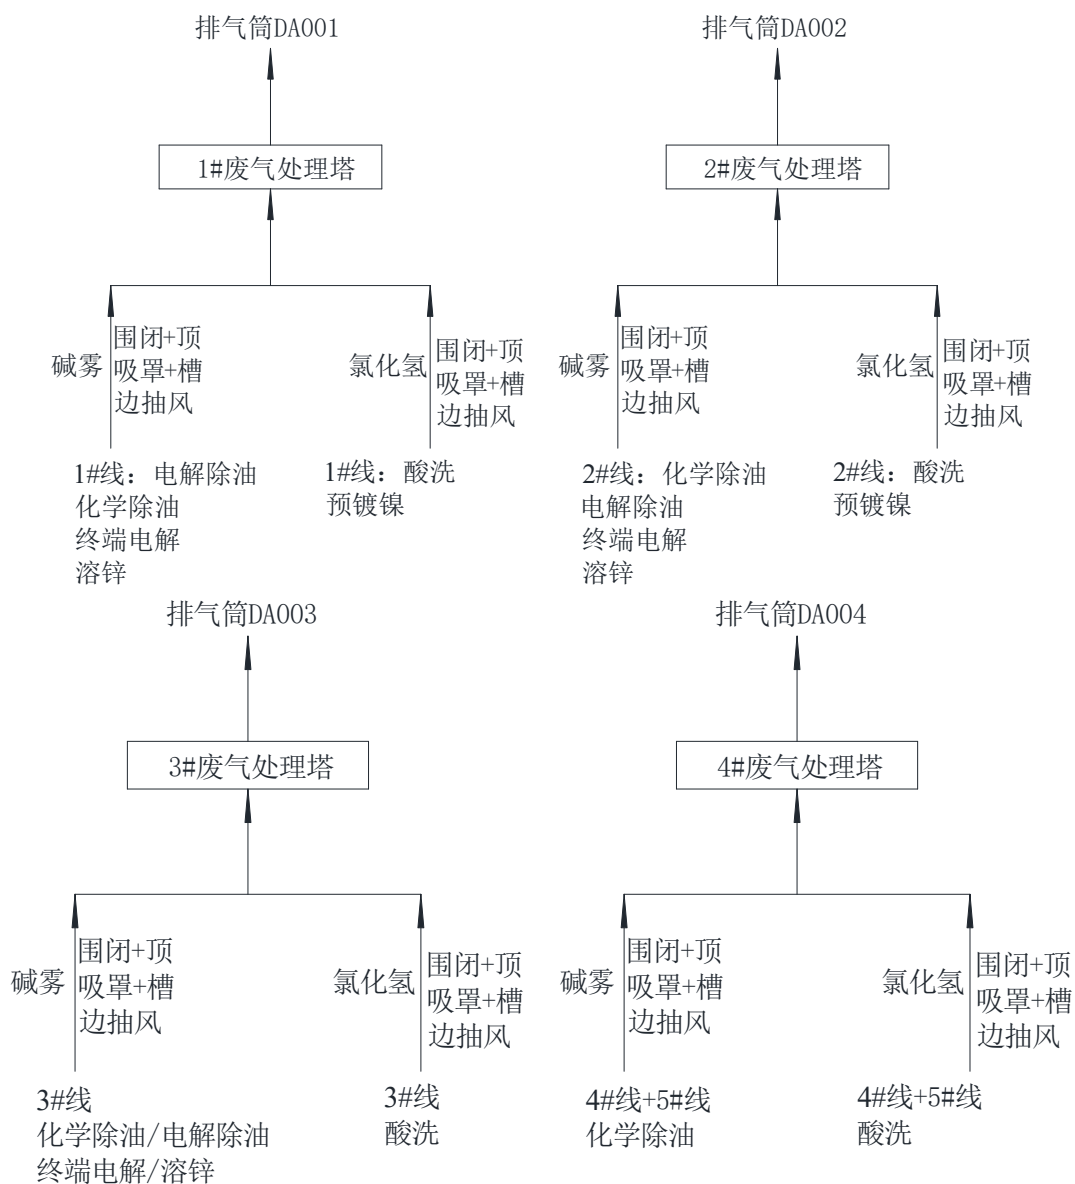 排气筒DA001
1#废气处理塔
碱雾
围闭+顶
吸罩+槽
边抽风
氯化氢
围闭+顶
吸罩+槽
边抽风
1#线：电解除油
化学除油
终端电解
溶锌
1#线：酸洗
预镀镍
排气筒DA002
2#废气处理塔
碱雾
围闭+顶
吸罩+槽
边抽风
氯化氢
围闭+顶
吸罩+槽
边抽风
2#线：化学除油
电解除油
终端电解
溶锌
2#线：酸洗
预镀镍
排气筒DA003
3#废气处理塔
碱雾
围闭+顶
吸罩+槽
边抽风
氯化氢
围闭+顶
吸罩+槽
边抽风
3#线
化学除油/电解除油
终端电解/溶锌
3#线
酸洗
排气筒DA004
4#废气处理塔
碱雾
围闭+顶
吸罩+槽
边抽风
氯化氢
围闭+顶
吸罩+槽
边抽风
4#线+5#线
化学除油
4#线+5#线
酸洗